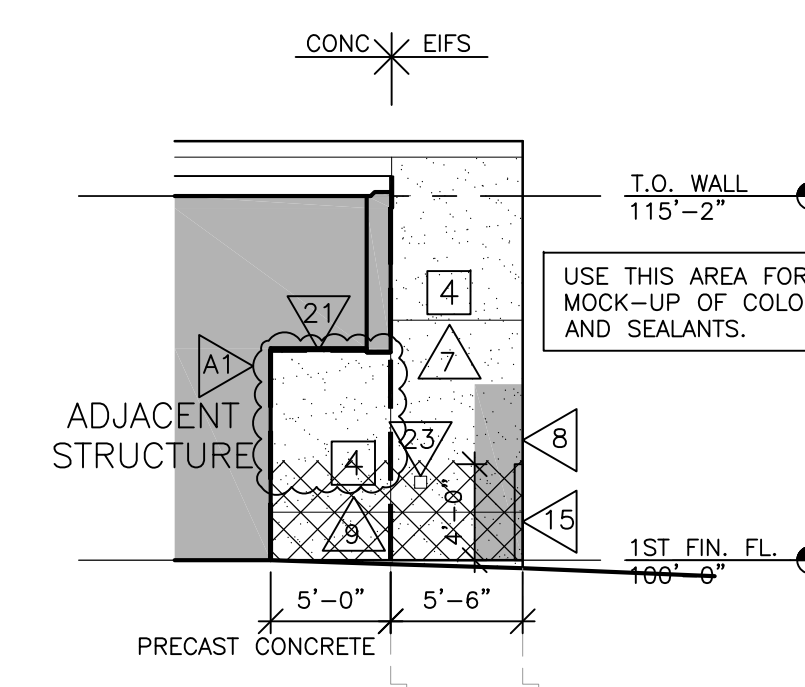 CONC EIFS
T.O. WALL
115'-2"
USE THIS AREA FOR
MOCK-UP OF COLO
AND SEALANTS.
4
21
7
A1
ADJACENT
STRUCTURE
23
8
4
4'-0"
15
9
1ST FIN. FL.
100'-0"
5'-0" 5'-6"
PRECAST CONCRETE